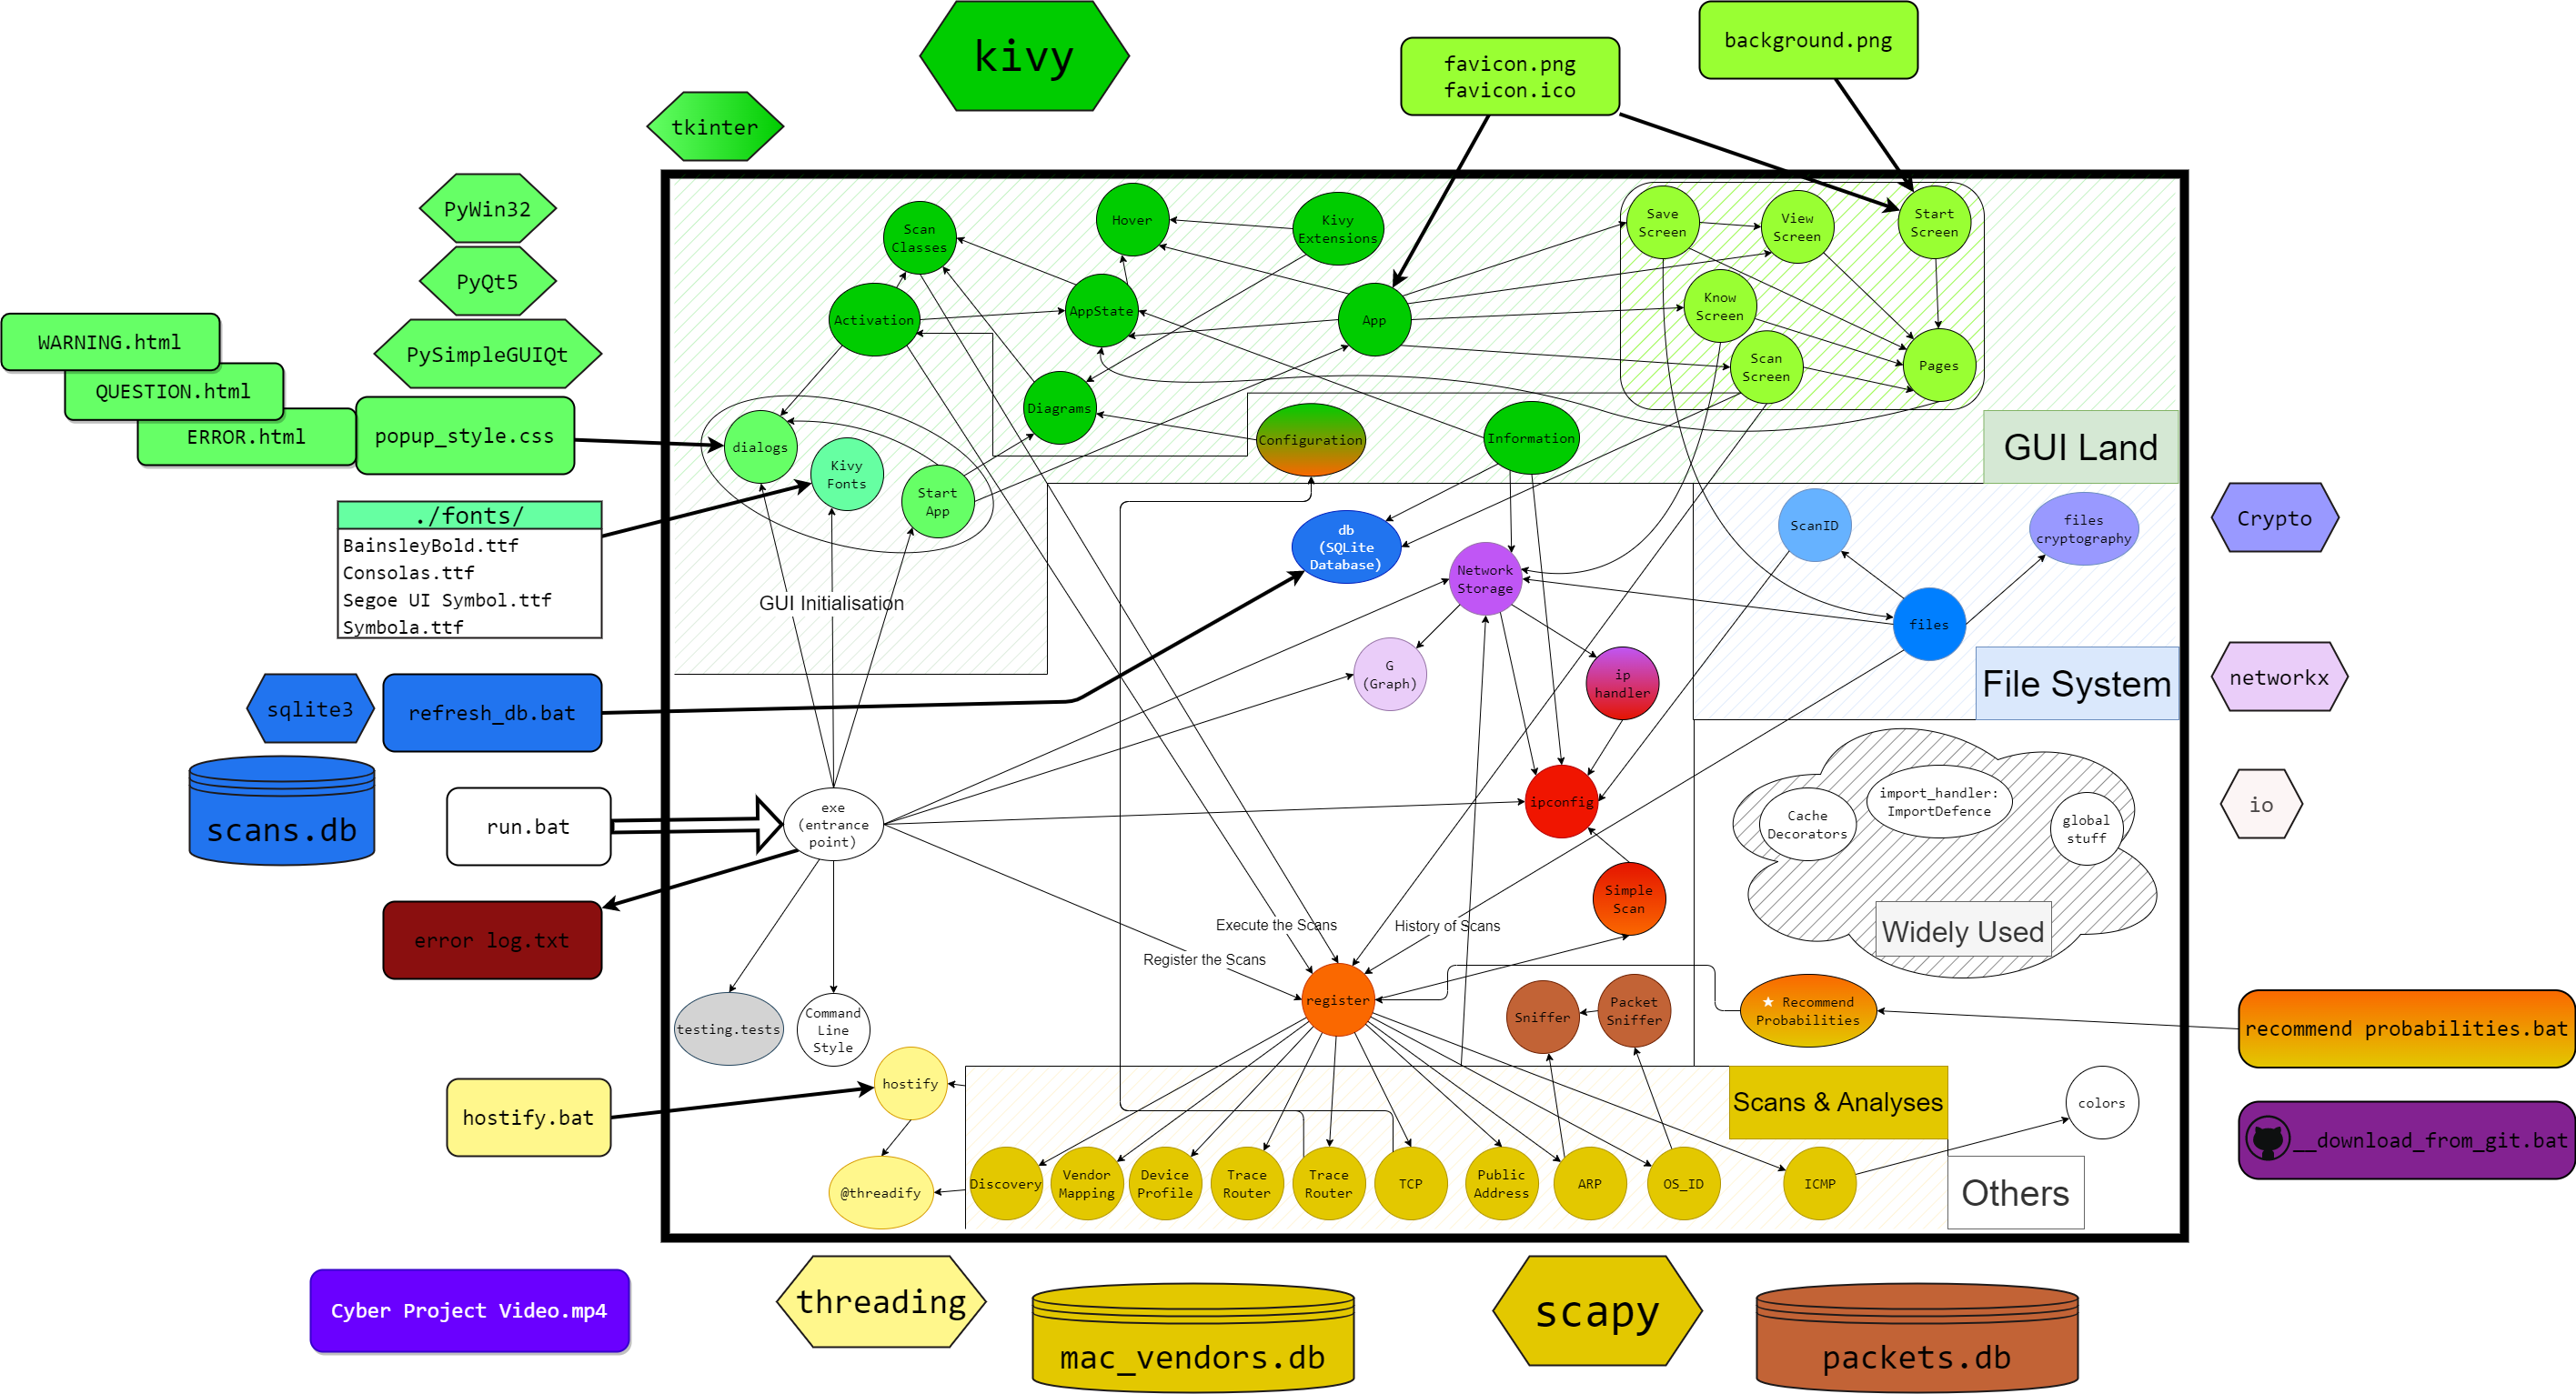 kivy
favicon.png
favicon.ico
background.png
tkinter
PyWin32
PyQt5
PySimpleGUIQt
WARNING.html
QUESTION.html
ERROR.html
popup_style.css
./fonts/
BainsleyBold.ttf
Consolas.ttf
Segoe UI Symbol.ttf
Symbola.ttf
sqlite3
refresh_db.bat
scans.db
run.bat
error log.txt
hostify.bat
Cyber Project Video.mp4
Scan
Classes
Hover
Kivy
Extensions
Save
Screen
View
Screen
Start
Screen
Activation
AppState
App
Know
Screen
Scan
Screen
Pages
Diagrams
dialogs
Kivy
Fonts
Start
App
Configuration
Information
GUI Land
GUI Initialisation
db
(SQLite
Database)
Network
Storage
G
(Graph)
ip
handler
ScanID
files
cryptography
files
File System
exe
(entrance
point)
ipconfig
Simple
Scan
Cache
Decorators
import_handler:
ImportDefence
global
stuff
Widely Used
Execute the Scans
History of Scans
Register the Scans
register
testing.tests
Command
Line
Style
Sniffer
Packet
Sniffer
★ Recommend
Probabilities
hostify
@threadify
Scans & Analyses
colors
Discovery
Vendor
Mapping
Device
Profile
Trace
Router
Trace
Router
TCP
Public
Address
ARP
OS_ID
ICMP
Others
Crypto
networkx
io
recommend probabilities.bat
__download_from_git.bat
threading
mac_vendors.db
scapy
packets.db